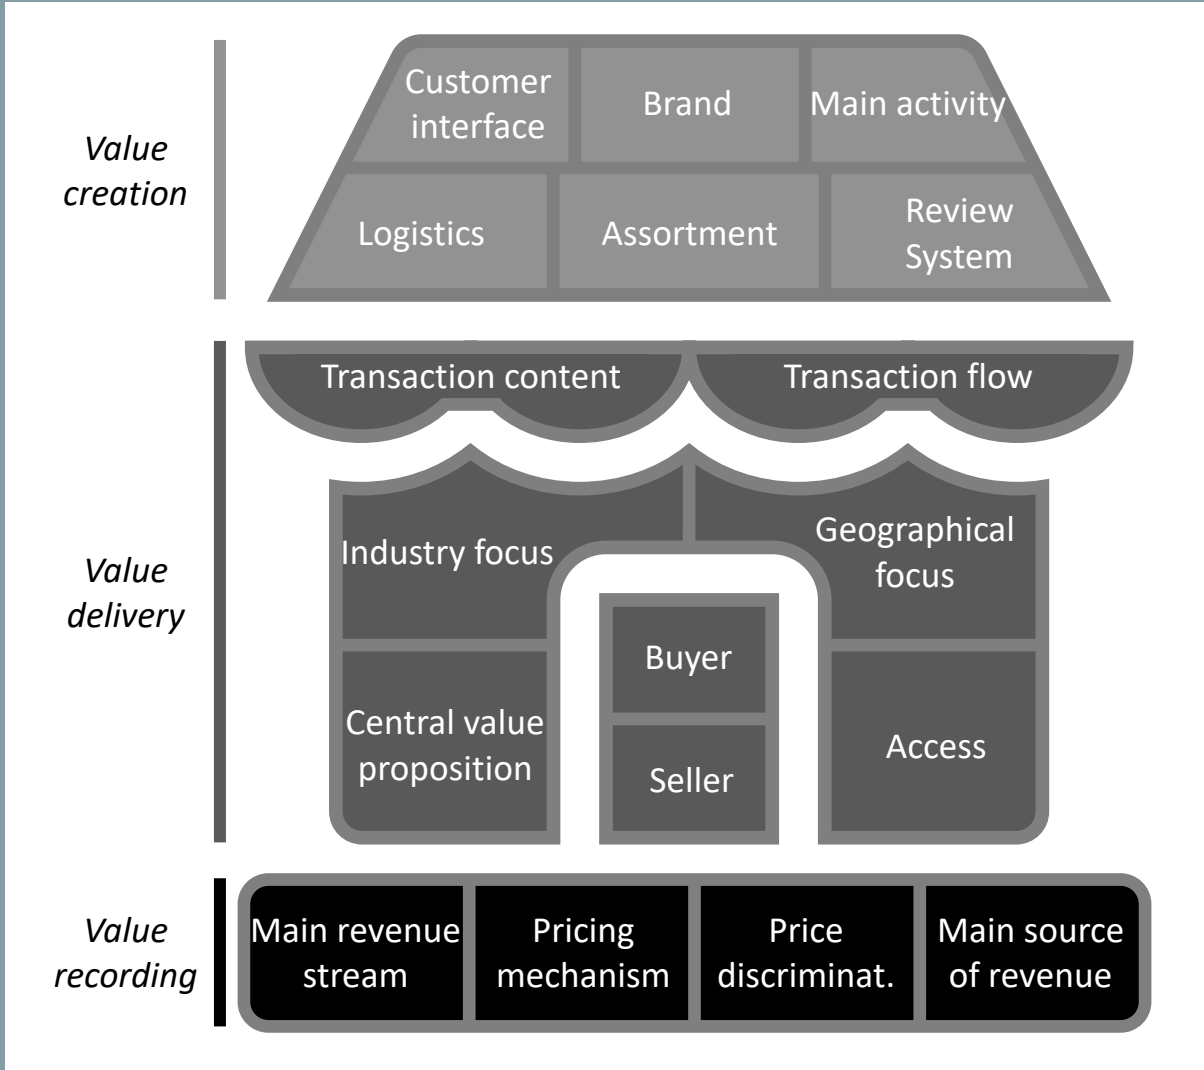 Value
creation
Customer
interface
Brand
Main activity
Logistics
Assortment
Review
System
Value
delivery
Transaction content
Transaction flow
Industry focus
Geographical
focus
Central value
proposition
Buyer
Seller
Access
Value
recording
Main revenue
stream
Pricing
mechanism
Price
discriminat.
Main source
of revenue